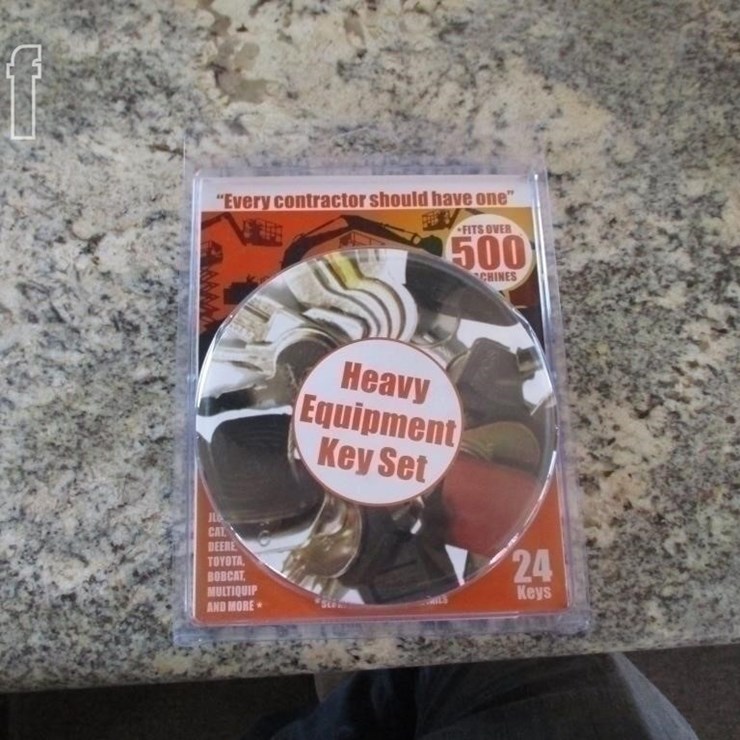 f
"Every contractor should have one"
*FITS OVER
500
Heavy
Equipment
Key Set
CAT,
DEERE,
TOYOTA,
BOBCAT,
MULTIQUIP
AND MORE *
24
Keys